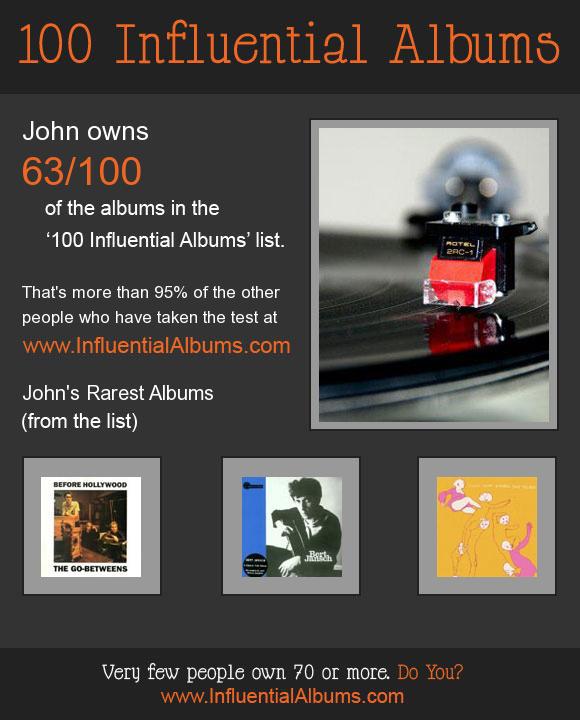 100 Influential Albums
John owns
63/100
of the albums in the
‘100 Influential Albums’ list.
That's more than 95% of the other
people who have taken the test at
www.InfluentialAlbums.com
John's Rarest Albums
(from the list)
ROTEL
2RC-1
BEFORE HOLLYWOOD
THE GO-BETWEENS
Bert
Jansch
Very few people own 70 or more. Do You?
www.InfluentialAlbums.com